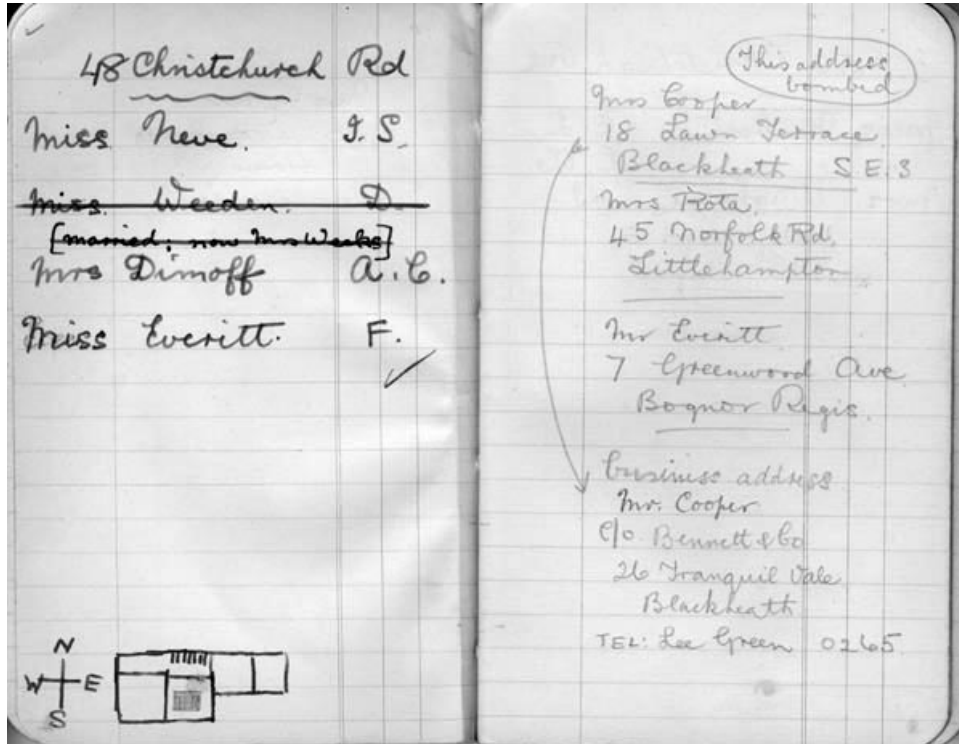 48 Christchurch Rd
Miss Neve. I. S.
Miss Weeden. D.
[married; now Mrs Weeks]
Mrs Dimoff A. C.
Miss Everitt. F.
N
W E
S
This address
bombed
Mrs Cooper
18 Lawn Terrace
Blackheath S.E.3
Mrs Rota,
45 Norfolk Rd,
Littlehampton
Mr Everitt
7 Greenwood Ave
Bognor Regis.
business address
Mr. Cooper
C/o. Bennett & Co
26 Tranquil Vale
Blackheath
TEL: Lee Green 0265